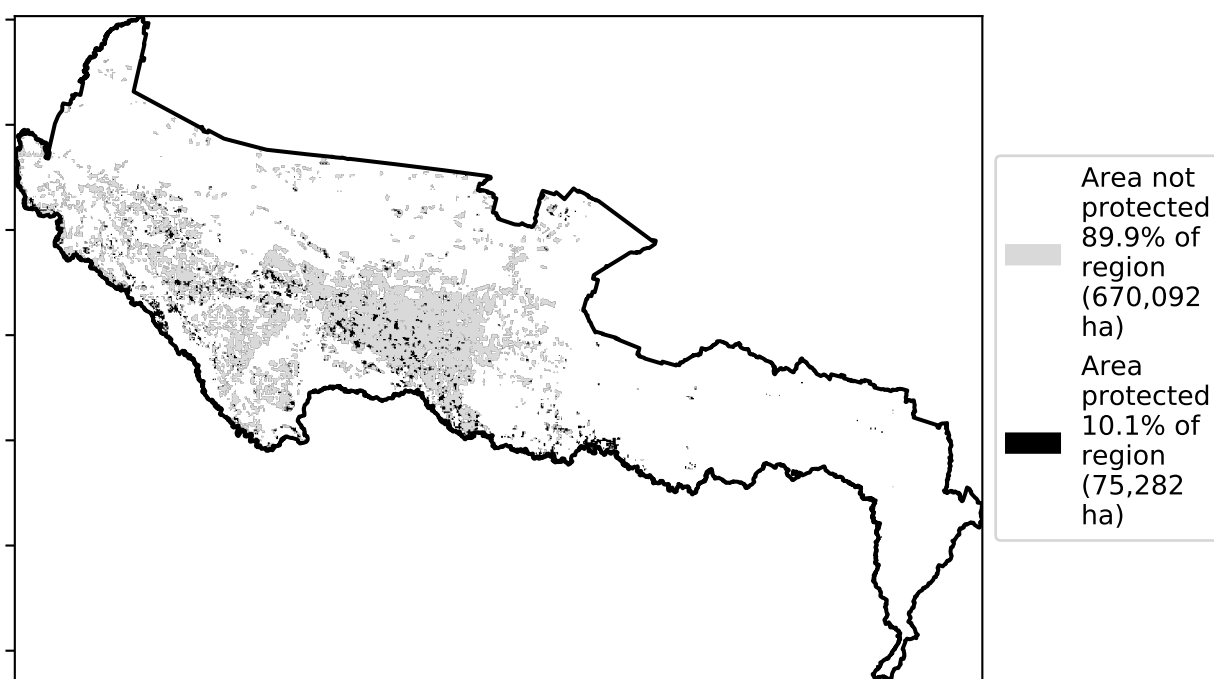 Area not
protected
89.9% of
region
(670,092
ha)
Area
protected
10.1% of
region
(75,282
ha)